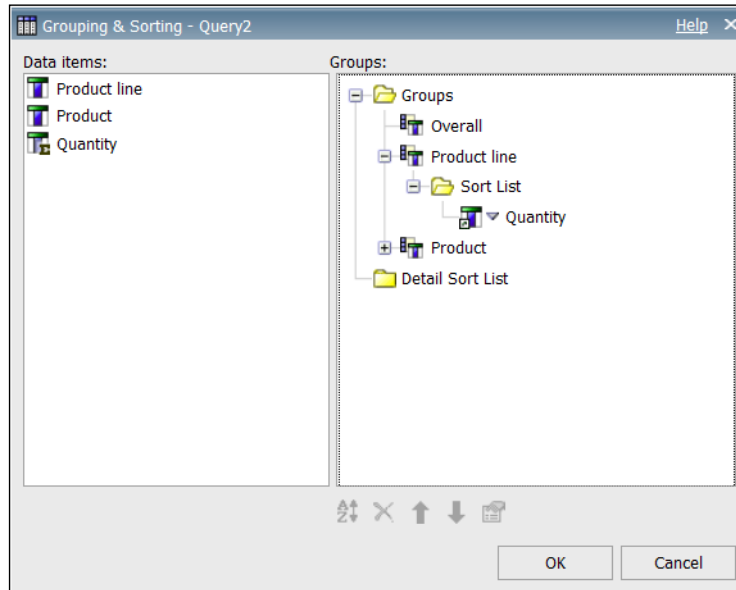 Grouping & Sorting - Query2 Help
Data items:
Product line
Product
Quantity
Groups:
Groups
Overall
Product line
Sort List
Quantity
Product
Detail Sort List
OK
Cancel